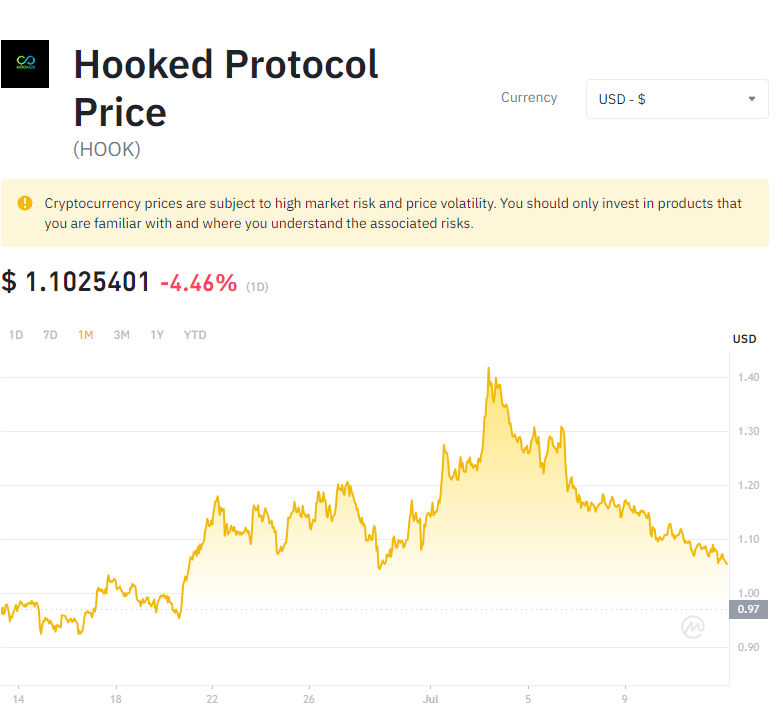 HOOKED
Hooked Protocol
Price
(HOOK)
Currency
USD - $
Cryptocurrency prices are subject to high market risk and price volatility. You should only invest in products that
you are familiar with and where you understand the associated risks.
$ 1.1025401 -4.46% (1D)
1D 7D 1M 3M 1Y YTD
USD
1.40
1.30
1.20
1.10
1.00
0.97
0.90
14 18 22 26 Jul 5 9